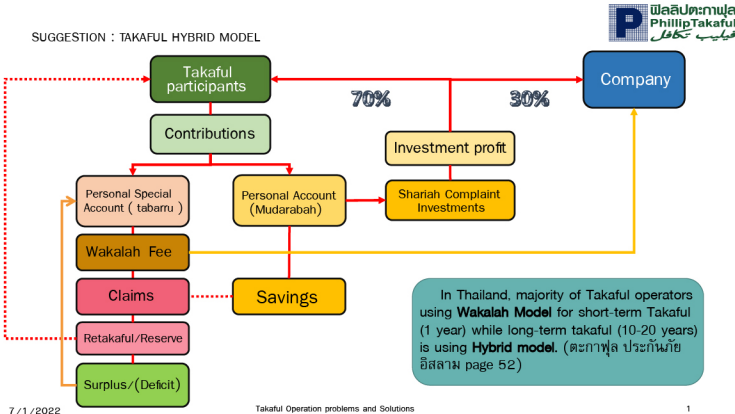 ฟิลลิปตะกาฟุล
PhillipTakaful
فيليب تكافل
SUGGESTION : TAKAFUL HYBRID MODEL
Takaful
participants
Company
70%
30%
Contributions
Investment profit
Personal Special
Account ( tabarru )
Personal Account
(Mudarabah)
Shariah Complaint
Investments
Wakalah Fee
Claims
Savings
Retakaful/Reserve
Surplus/(Deficit)
In Thailand, majority of Takaful operators
using Wakalah Model for short-term Takaful
(1 year) while long-term takaful (10-20 years)
is using Hybrid model. (ตะกาฟุล ประกันภัย
อิสลาม page 52)
7/1/2022
Takaful Operation problems and Solutions
1